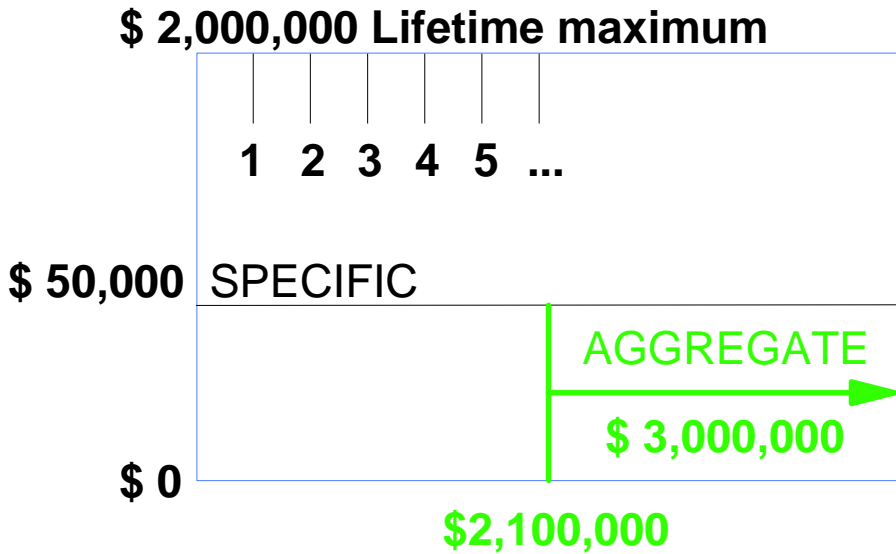 $ 2,000,000 Lifetime maximum
1 2 3 4 5 ...
$ 50,000 SPECIFIC
AGGREGATE
$ 3,000,000
$ 0
$2,100,000